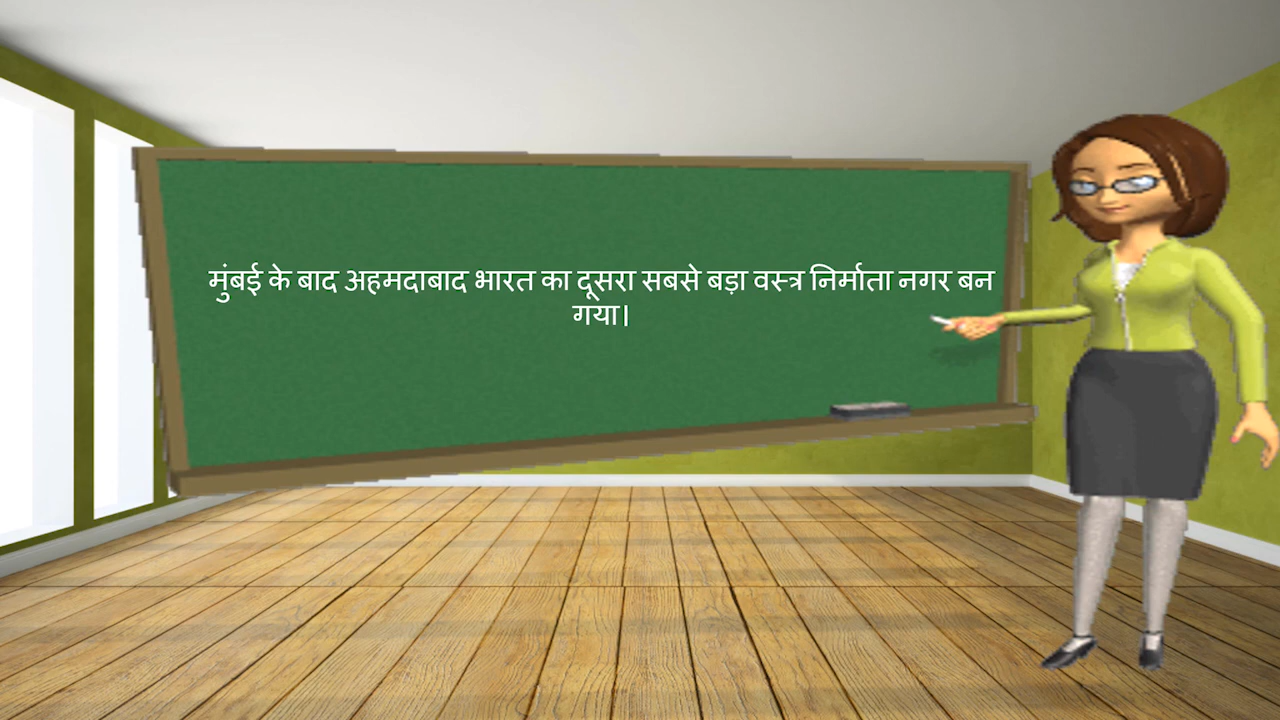 मुंबई के बाद अहमदाबाद भारत का दूसरा सबसे बड़ा वस्त्र निर्माता नगर बन
गया।